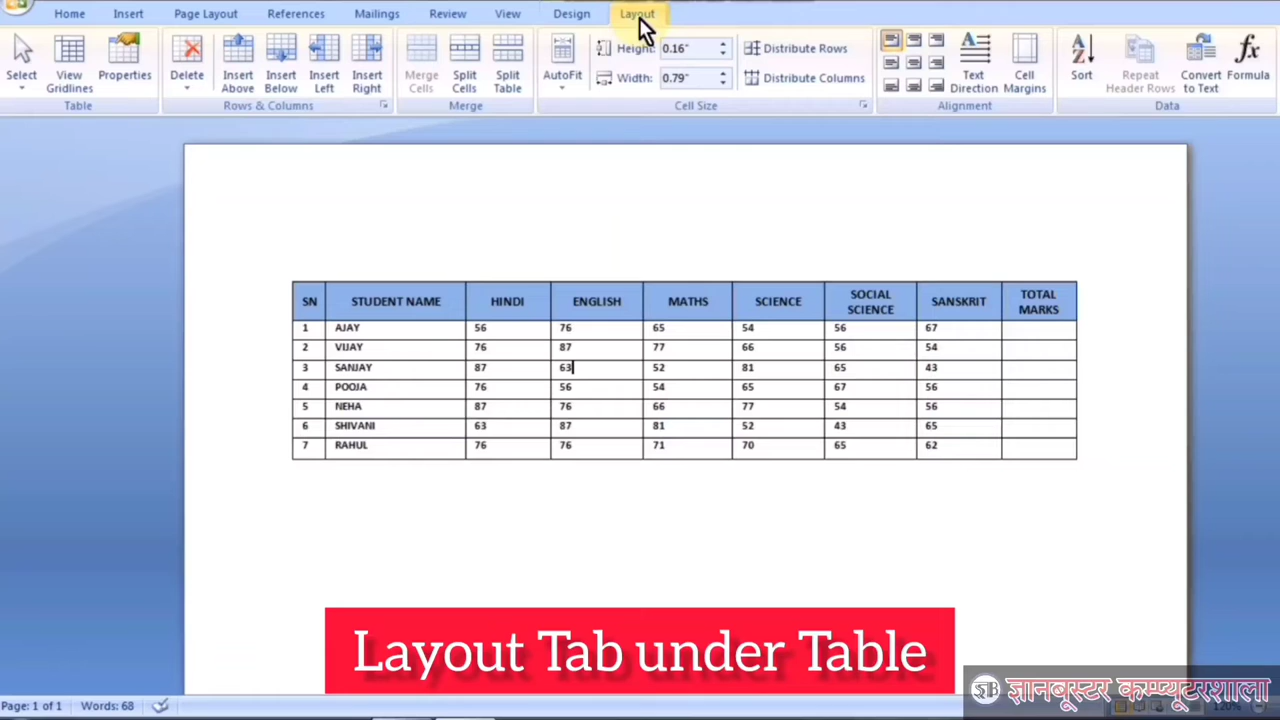 Home Insert Page Layout References Mailings Review View Design Layout
Select View Gridlines Properties Delete Insert Above Insert Below Insert Left Insert Right Merge Cells Split Cells Split Table AutoFit Height: 0.16" Width: 0.79" Distribute Rows Distribute Columns Text Direction Cell Margins Sort Repeat Header Rows Convert to Text Formula
Table Rows & Columns Merge Cell Size Alignment Data
SN STUDENT NAME HINDI ENGLISH MATHS SCIENCE SOCIAL SCIENCE SANSKRIT TOTAL MARKS
1 AJAY 56 76 65 54 56 67
2 VIJAY 76 87 77 66 56 54
3 SANJAY 87 63 52 81 65 43
4 POOJA 76 56 54 65 67 56
5 NEHA 87 76 66 77 54 56
6 SHIVANI 63 87 81 52 43 65
7 RAHUL 76 76 71 70 65 62
Layout Tab under Table
ज्ञानबूस्टर कम्प्यूटरशाला
Page: 1 of 1 Words: 68 120%